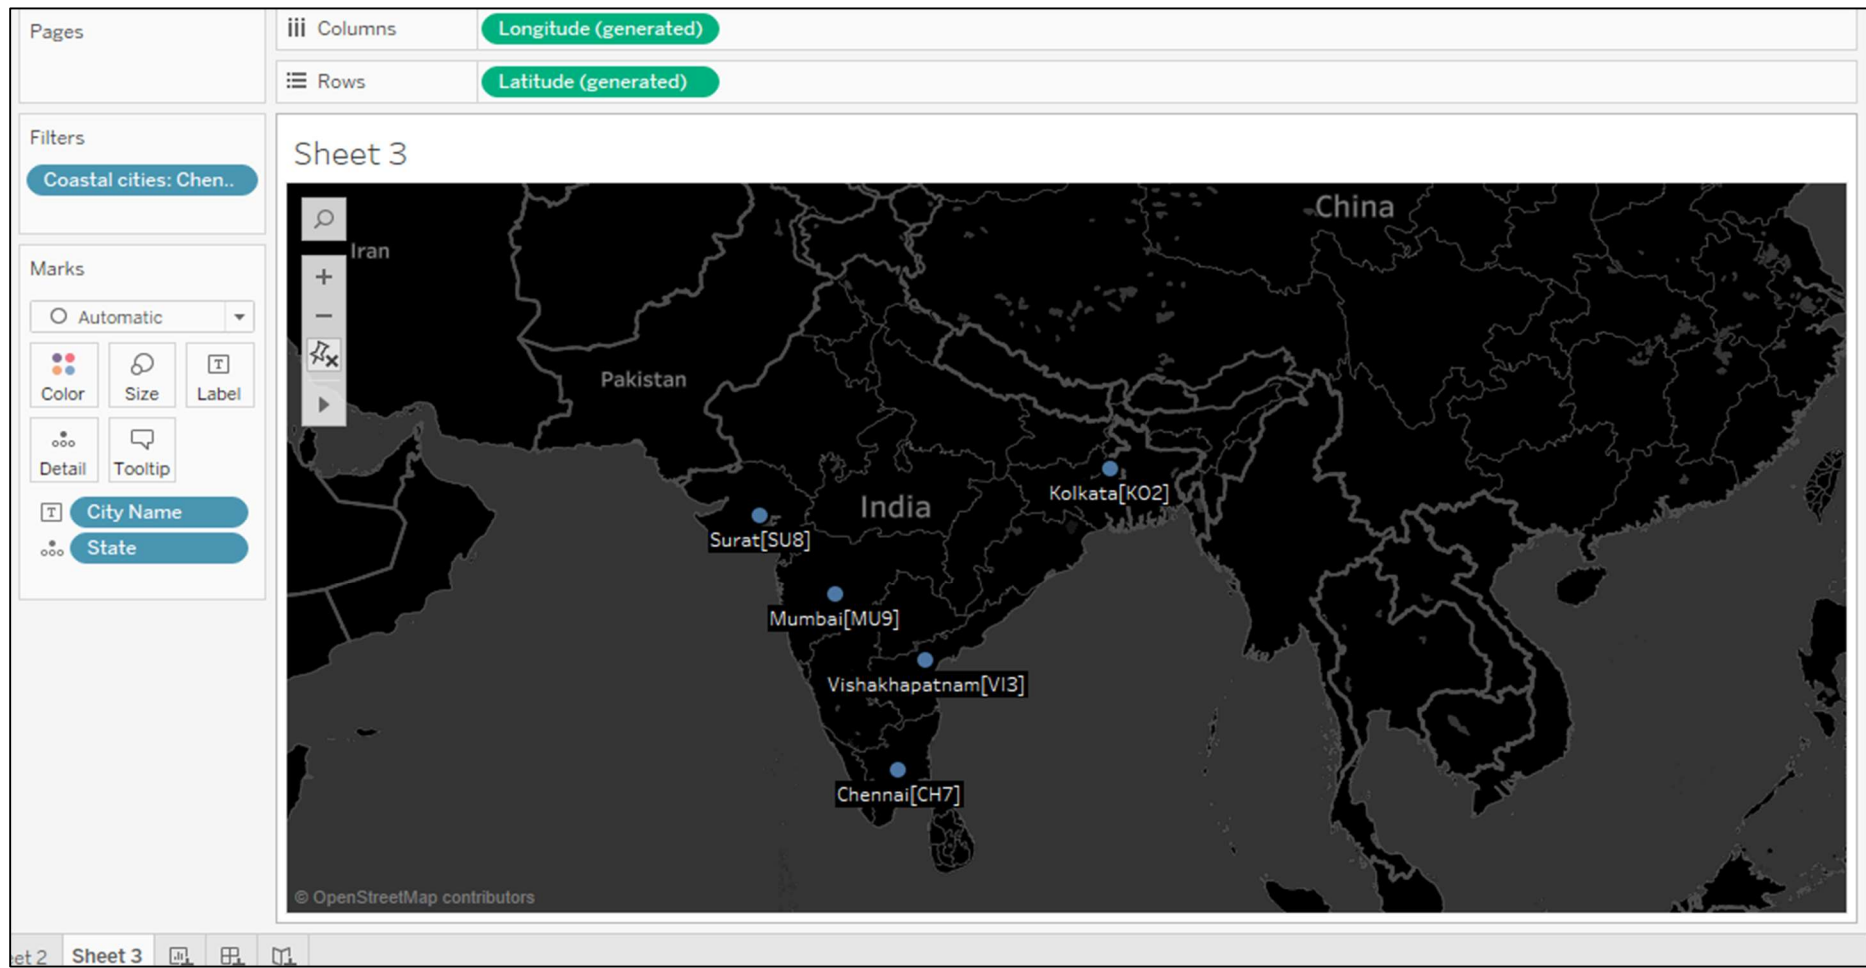 Pages
Columns
Longitude (generated)
Rows
Latitude (generated)
Filters
Coastal cities: Chen..
Marks
Automatic
Color
Size
Label
Detail
Tooltip
T
City Name
State
Sheet 3
China
Iran
Pakistan
India
Kolkata[KO2]
Surat[SU8]
Mumbai[MU9]
Vishakhapatnam[VI3]
Chennai[CH7]
© OpenStreetMap contributors
et 2
Sheet 3